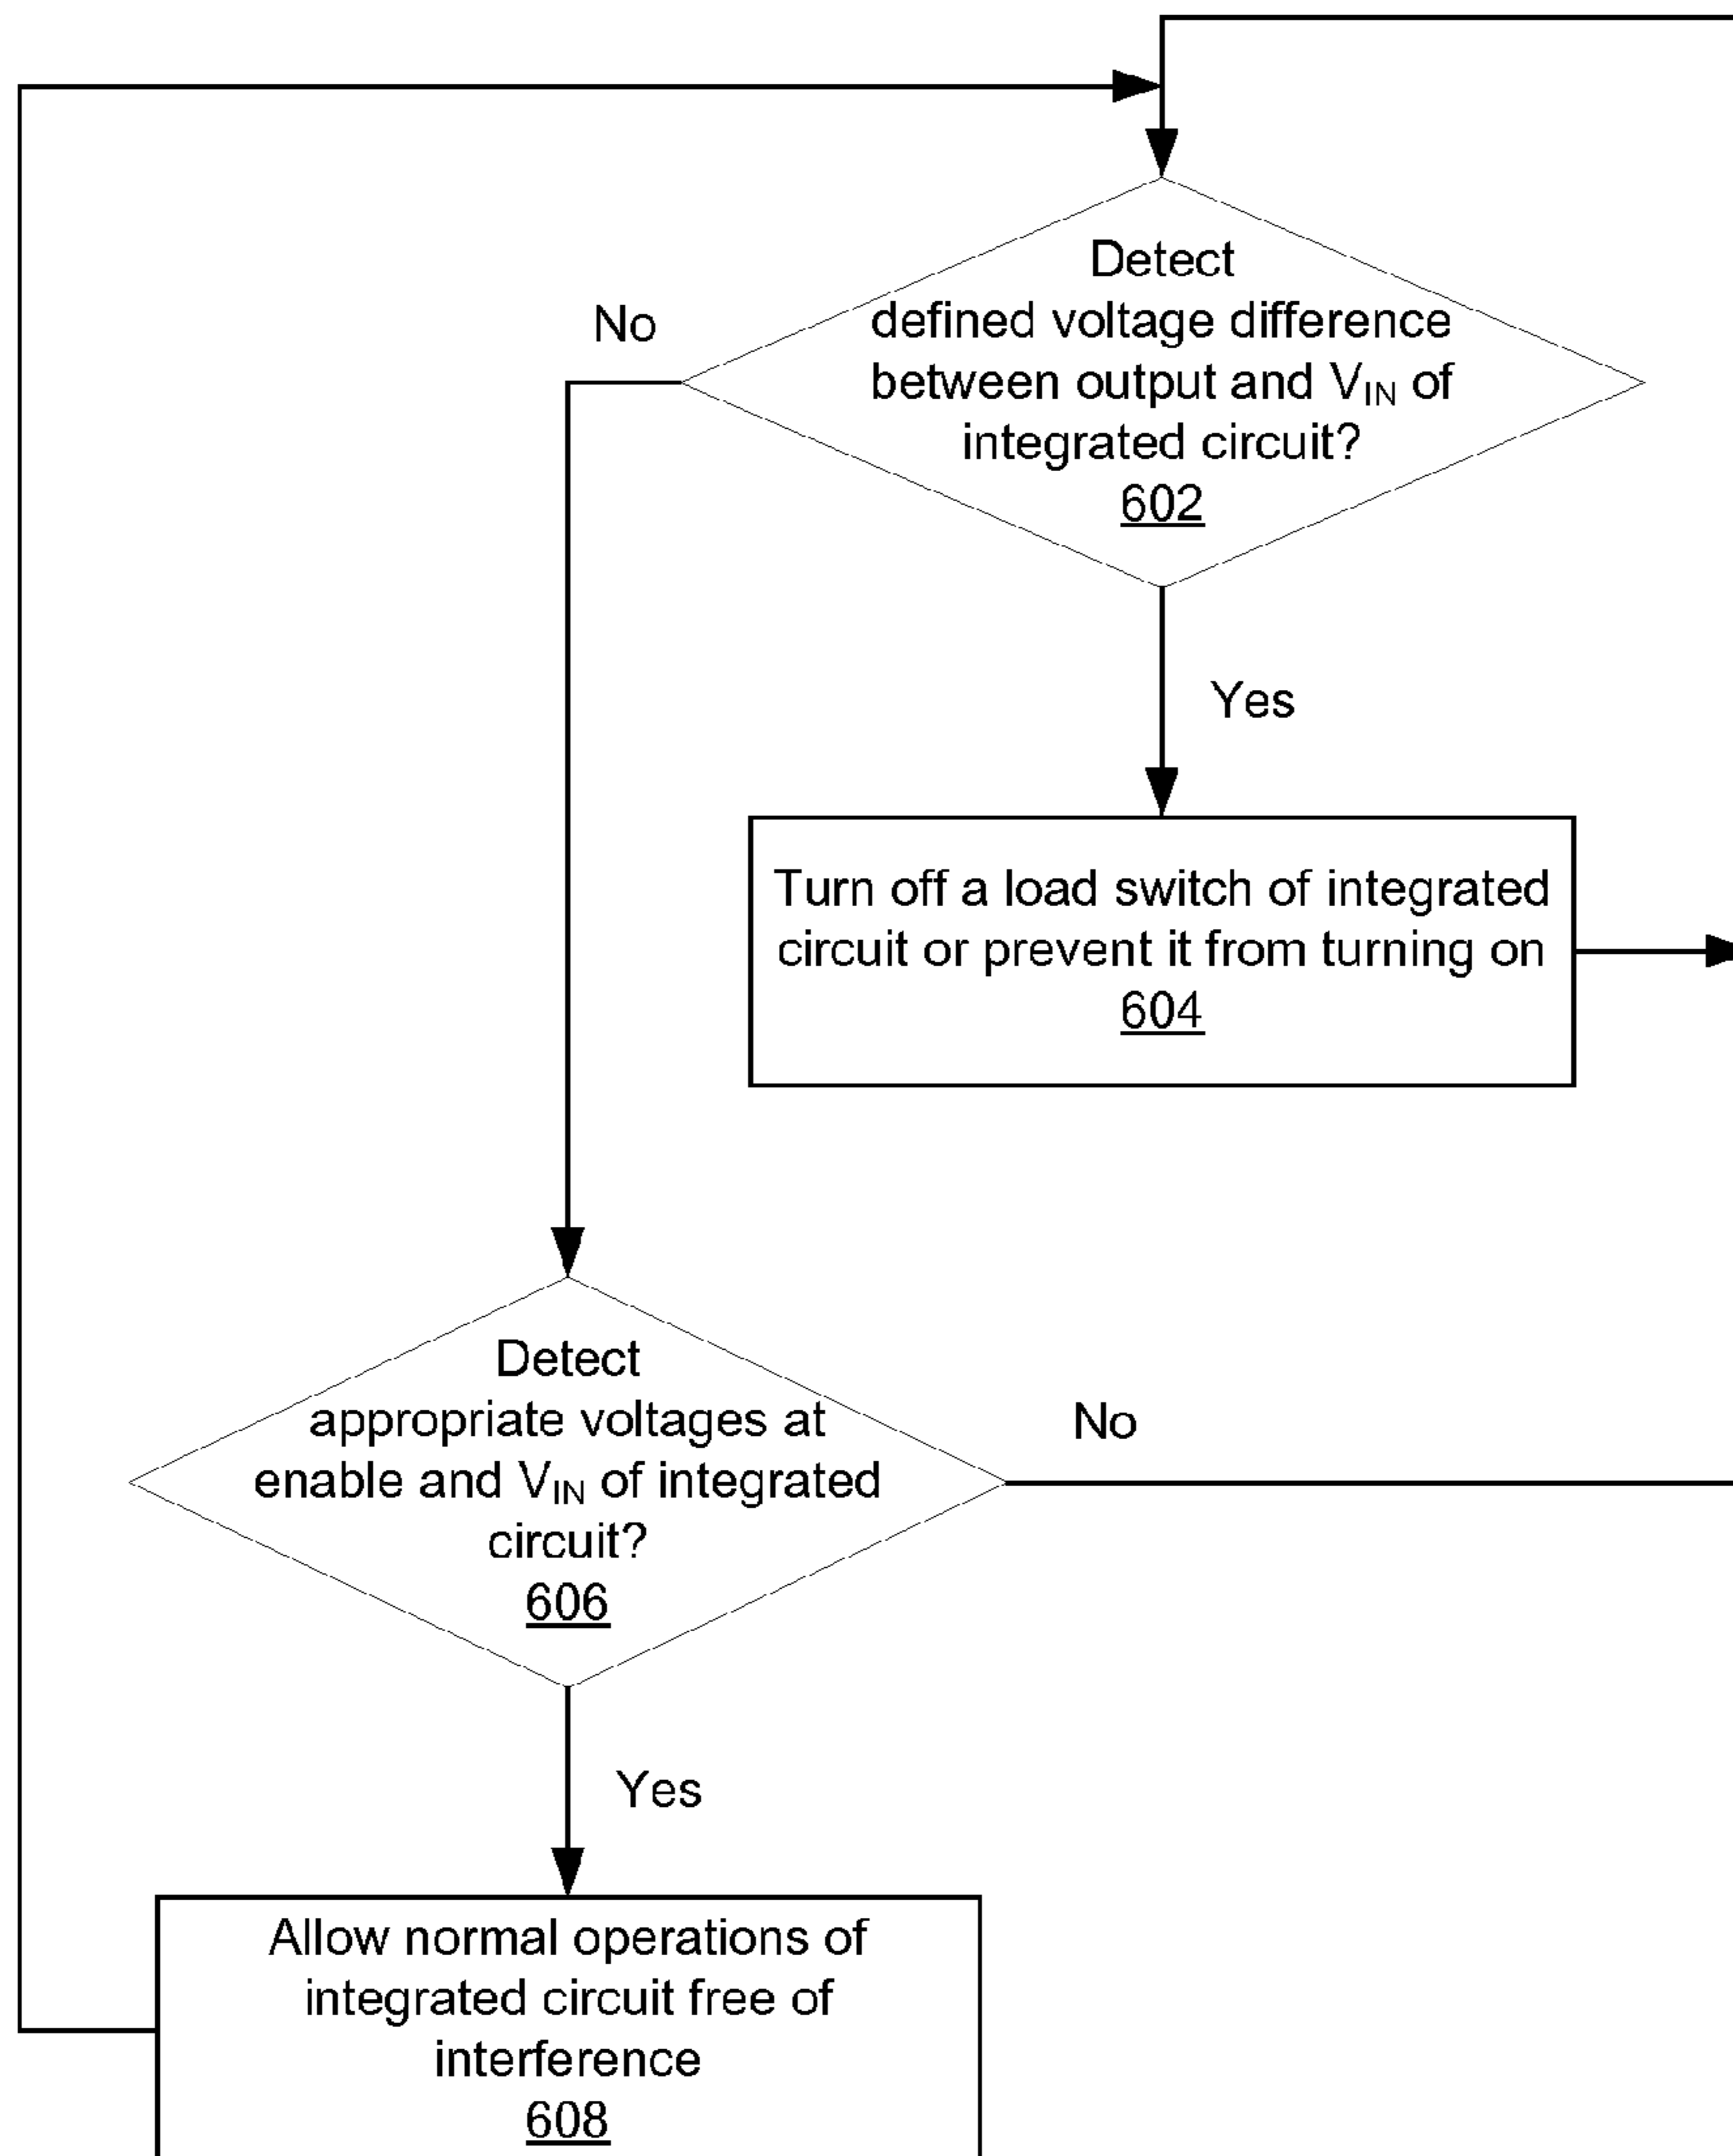 Detect
defined voltage difference
between output and VIN of
integrated circuit?
602
No
Yes
Turn off a load switch of integrated
circuit or prevent it from turning on
604
Detect
appropriate voltages at
enable and VIN of integrated
circuit?
606
No
Yes
Allow normal operations of
integrated circuit free of
interference
608